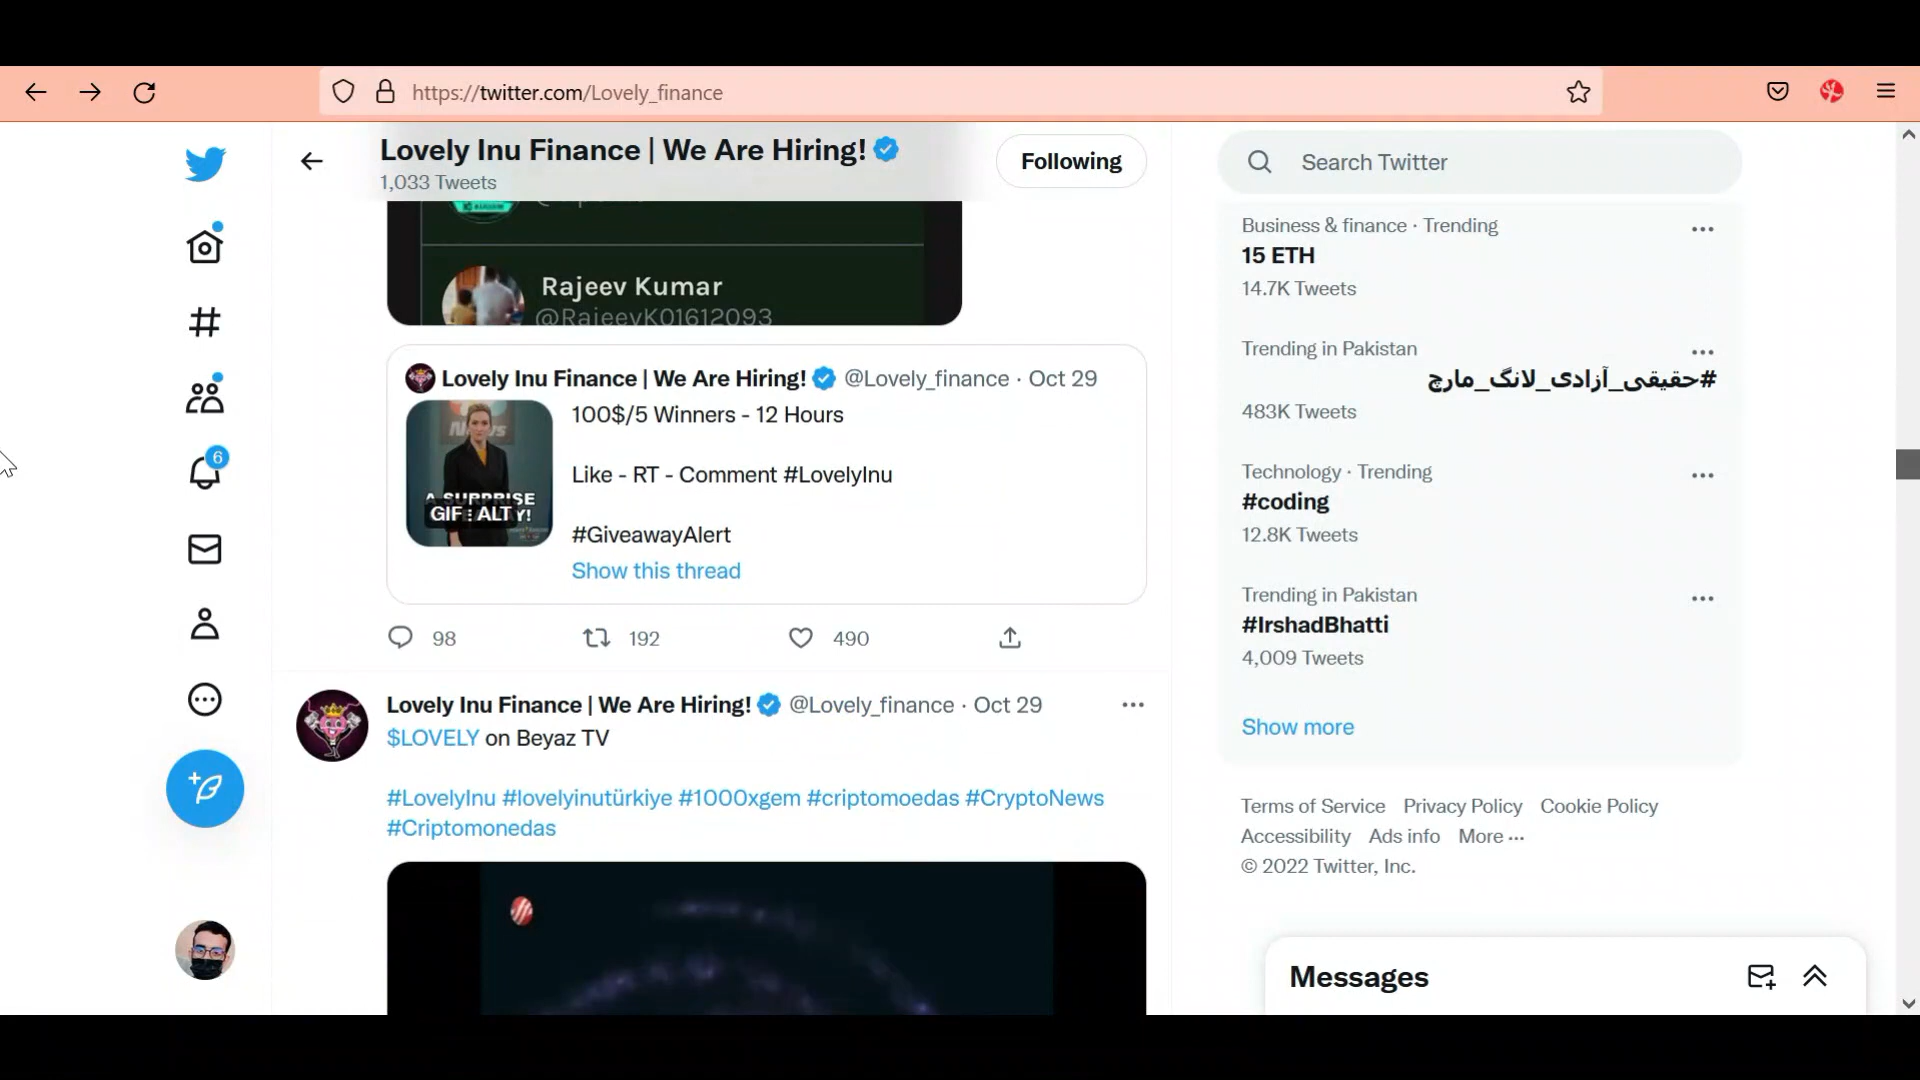 https://twitter.com/Lovely_finance
Lovely Inu Finance | We Are Hiring!
1,033 Tweets
Following
Search Twitter
Rajeev Kumar
@RajeevK01612093
Lovely Inu Finance | We Are Hiring! @Lovely_finance · Oct 29
100$/5 Winners - 12 Hours
Like - RT - Comment #LovelyInu
#GiveawayAlert
Show this thread
News
A SURPRISE
GIF ALT Y!
98 192 490
Lovely Inu Finance | We Are Hiring! @Lovely_finance · Oct 29
$LOVELY on Beyaz TV
#LovelyInu #lovelyinutürkiye #1000xgem #criptomoedas #CryptoNews
#Criptomonedas
6
Business & finance · Trending
15 ETH
14.7K Tweets
Trending in Pakistan
#حقیقی_آزادی_لانگ_مارچ
483K Tweets
Technology · Trending
#coding
12.8K Tweets
Trending in Pakistan
#IrshadBhatti
4,009 Tweets
Show more
Terms of Service Privacy Policy Cookie Policy
Accessibility Ads info More ···
© 2022 Twitter, Inc.
Messages